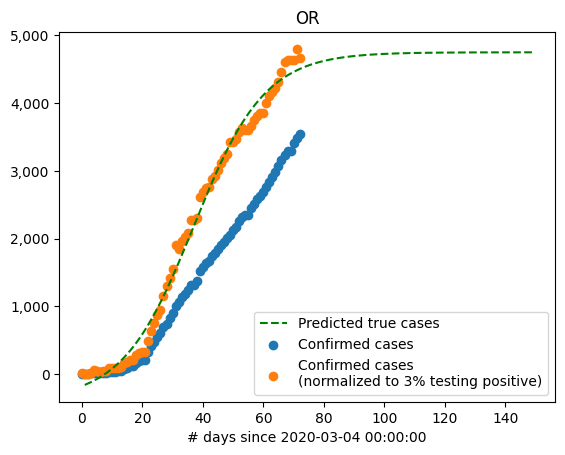 OR
5,000
4,000
3,000
2,000
1,000
0
Predicted true cases
Confirmed cases
Confirmed cases
(normalized to 3% testing positive)
0 20 40 60 80 100 120 140
# days since 2020-03-04 00:00:00